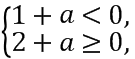 1 + a < 0,
2 + a ≥ 0,